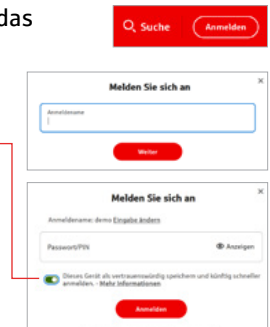 das
Suche Anmelden
Melden Sie sich an
Anmeldename
Weiter
Melden Sie sich an
Anmeldename: demo Eingabe ändern
Passwort/PIN Anzeigen
Dieses Gerät als vertrauenswürdig speichern und künftig schneller
anmelden. - Mehr Informationen
Anmelden